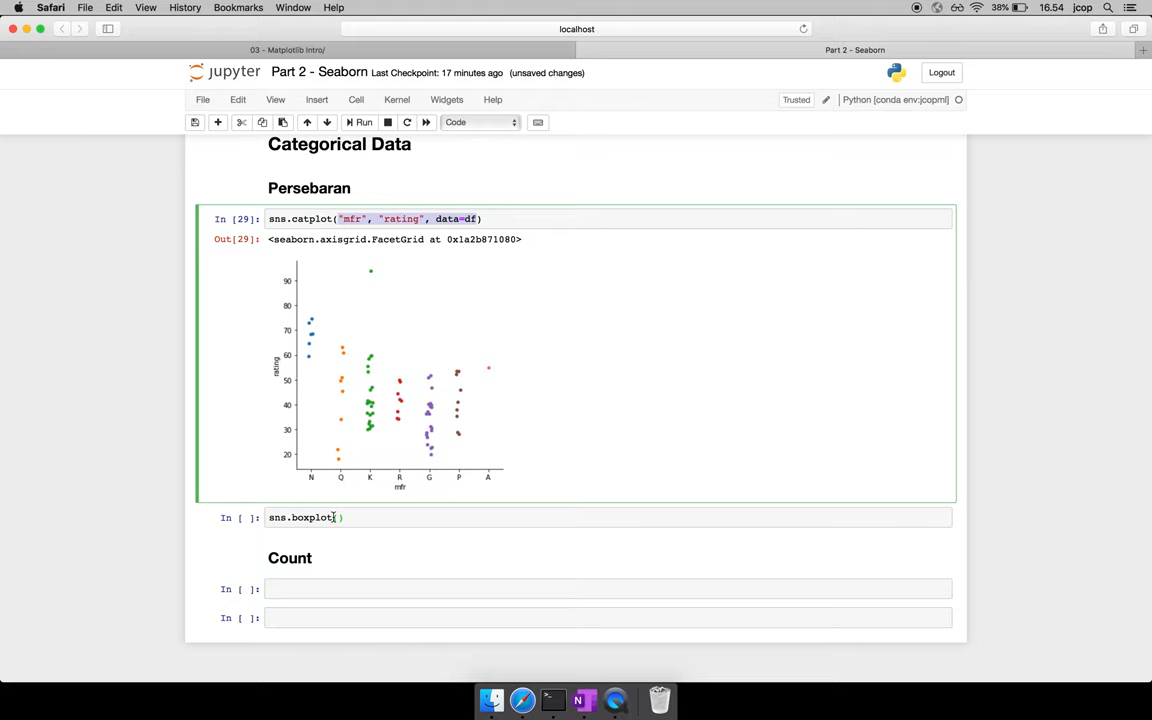 Safari File Edit View History Bookmarks Window Help 38% 16.54 jcop
localhost
03 - Matplotlib Intro/ Part 2 - Seaborn
jupyter Part 2 - Seaborn Last Checkpoint: 17 minutes ago (unsaved changes) Logout
File Edit View Insert Cell Kernel Widgets Help Trusted Python [conda env:jcopml]
Run Code
Categorical Data
Persebaran
In [29]: sns.catplot("mfr", "rating", data=df)
Out[29]: <seaborn.axisgrid.FacetGrid at 0x1a2b871080>
90
80
70
60
50
40
30
20
rating
N Q K R G P A
mfr
In [ ]: sns.boxplot()
Count
In [ ]:
In [ ]: